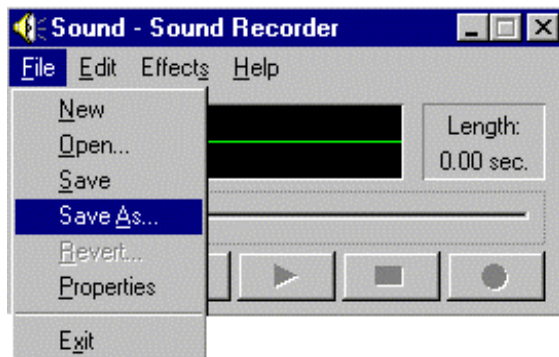 Sound - Sound Recorder
File Edit Effects Help
New
Open...
Save
Save As...
Revert...
Properties
Exit
Length:
0.00 sec.